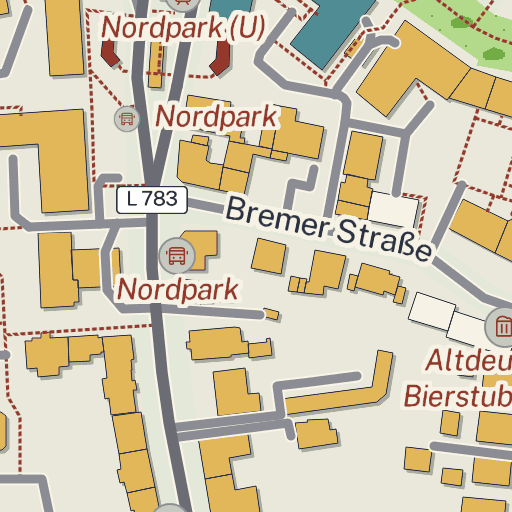 Nordpark (U)
Nordpark
L 783
Bremer Straße
Nordpark
Altdeu
Bierstub